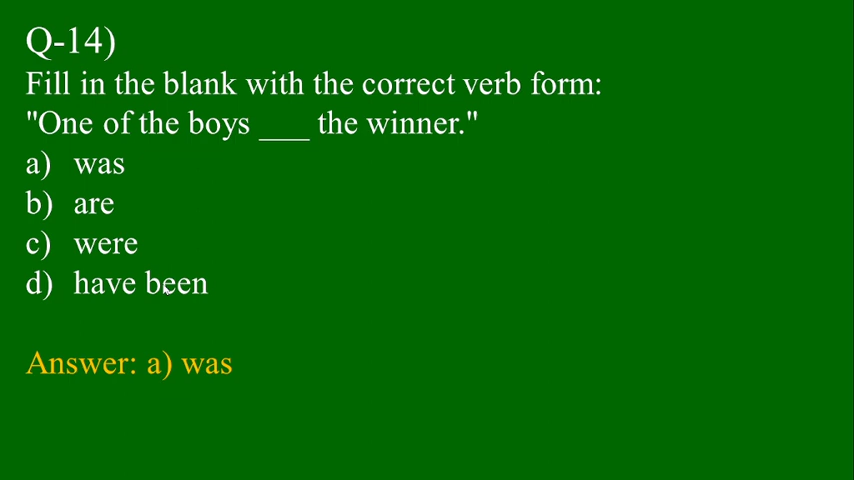 Q-14)
Fill in the blank with the correct verb form:
"One of the boys ___ the winner."
a) was
b) are
c) were
d) have been
Answer: a) was